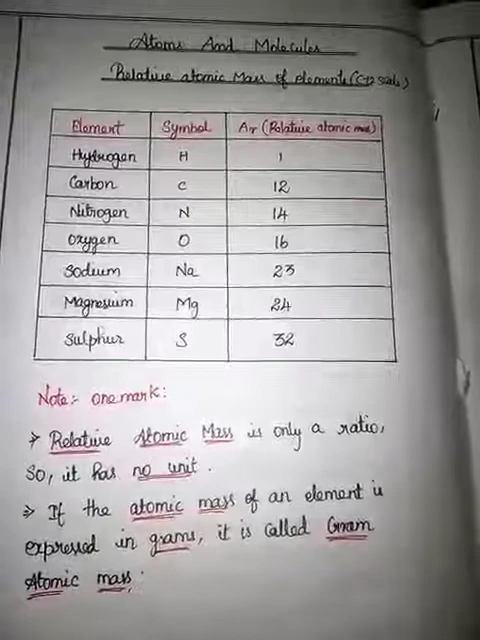 Atoms And Molecules
Relative atomic Mass of elements (C-12 scale)
Element Symbol Ar (Relative atomic mass)
Hydrogen H 1
Carbon C 12
Nitrogen N 14
Oxygen O 16
Sodium Na 23
Magnesium Mg 24
Sulphur S 32
Note:- one mark:
> Relative Atomic Mass is only a ratio,
So, it has no unit.
> If the atomic mass of an element is
expressed in grams, it is called Gram
Atomic mass.